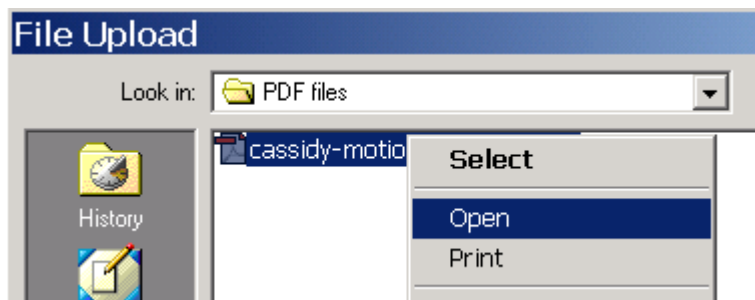 File Upload
Look in: PDF files
cassidy-motio
Select
History
Open
Print